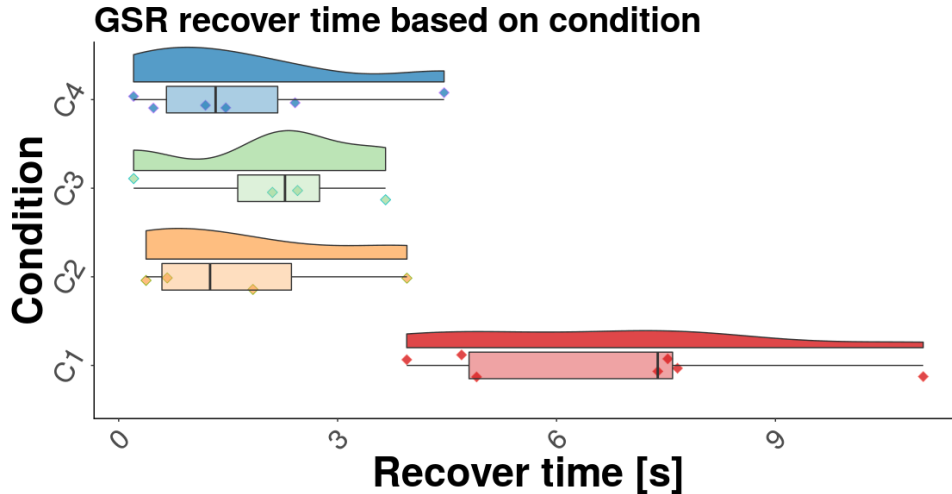 GSR recover time based on condition
Condition
C4
C3
C2
C1
0 3 6 9
Recover time [s]